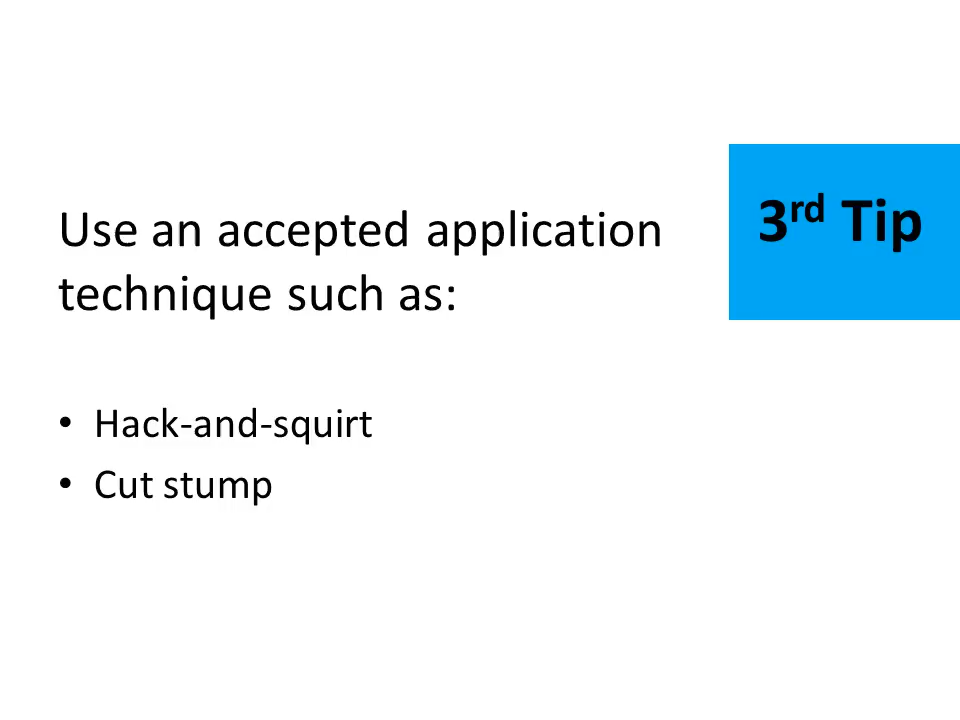 Use an accepted application
technique such as:
3rd Tip
• Hack-and-squirt
• Cut stump